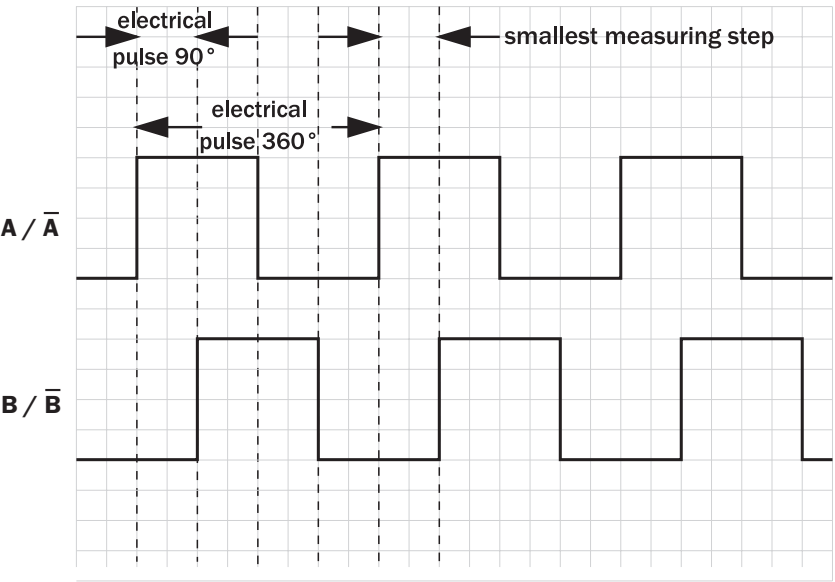 electrical
pulse 90°
smallest measuring step
electrical
pulse 360°
A / A̅
B / B̅